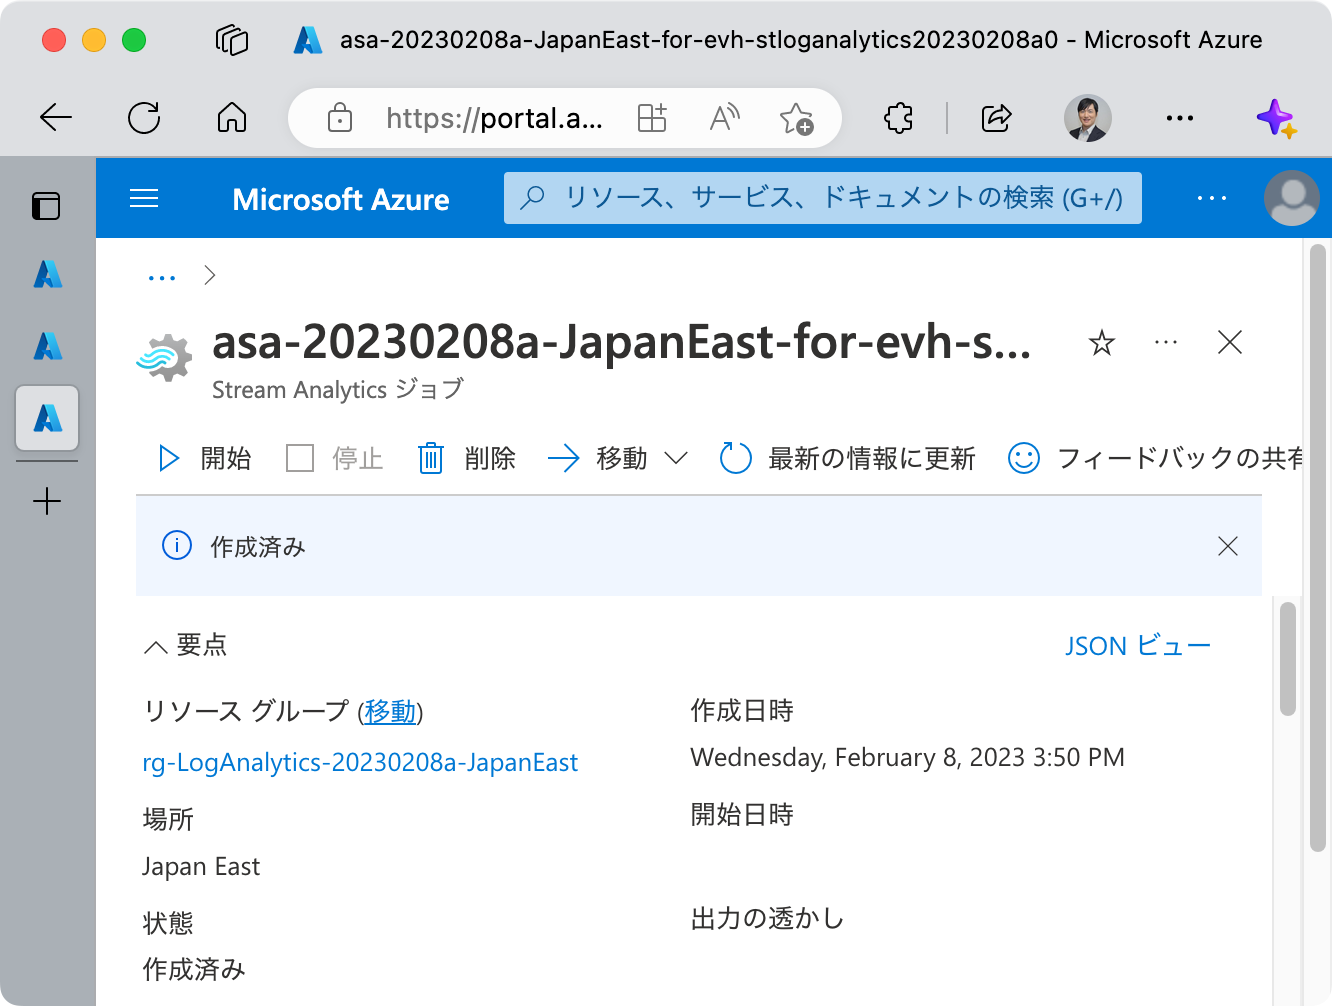 asa-20230208a-JapanEast-for-evh-stloganalytics20230208a0 - Microsoft Azure
https://portal.a...
Microsoft Azure
リソース、サービス、ドキュメントの検索 (G+/)
asa-20230208a-JapanEast-for-evh-s...
Stream Analytics ジョブ
開始 停止 削除 移動 最新の情報に更新 フィードバックの共有
作成済み
要点
JSON ビュー
リソース グループ (移動)
rg-LogAnalytics-20230208a-JapanEast
場所
Japan East
状態
作成済み
作成日時
Wednesday, February 8, 2023 3:50 PM
開始日時
出力の透かし